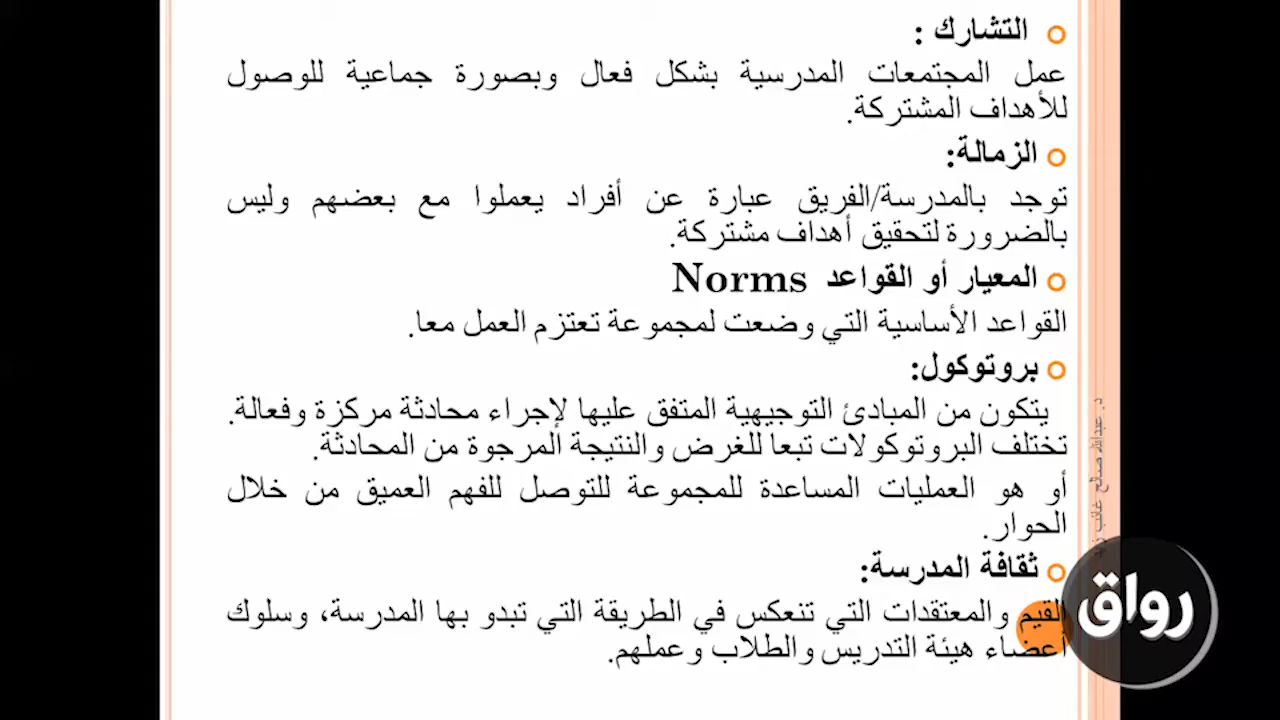 التشارك :
عمل المجتمعات المدرسية بشكل فعال وبصورة جماعية للوصول
للأهداف المشتركة.
الزمالة:
توجد بالمدرسة/الفريق عبارة عن أفراد يعملوا مع بعضهم وليس
بالضرورة لتحقيق أهداف مشتركة.
المعيار أو القواعد Norms
القواعد الأساسية التي وضعت لمجموعة تعتزم العمل معا.
بروتوكول:
يتكون من المبادئ التوجيهية المتفق عليها لإجراء محادثة مركزة وفعالة.
تختلف البروتوكولات تبعا للغرض والنتيجة المرجوة من المحادثة.
أو هو العمليات المساعدة للمجموعة للتوصل للفهم العميق من خلال
الحوار.
ثقافة المدرسة:
القيم والمعتقدات التي تنعكس في الطريقة التي تبدو بها المدرسة، وسلوك
أعضاء هيئة التدريس والطلاب وعملهم.
د. عبدالله صالح غالب
رواق